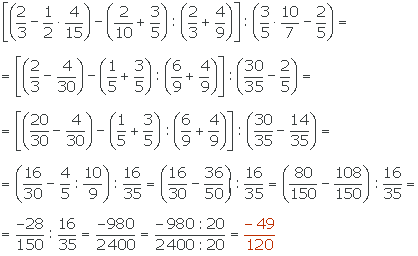 [(2/3 − 1/2 · 4/15) − (2/10 + 3/5) : (2/3 + 4/9)] : (3/5 · 10/7 − 2/5) =
= [(2/3 − 4/30) − (1/5 + 3/5) : (6/9 + 4/9)] : (30/35 − 2/5) =
= [(20/30 − 4/30) − (1/5 + 3/5) : (6/9 + 4/9)] : (30/35 − 14/35) =
= (16/30 − 4/5 : 10/9) : 16/35 = (16/30 − 36/50) : 16/35 = (80/150 − 108/150) : 16/35 =
= −28/150 : 16/35 = −980/2400 = −980 : 20/2400 : 20 = −49/120